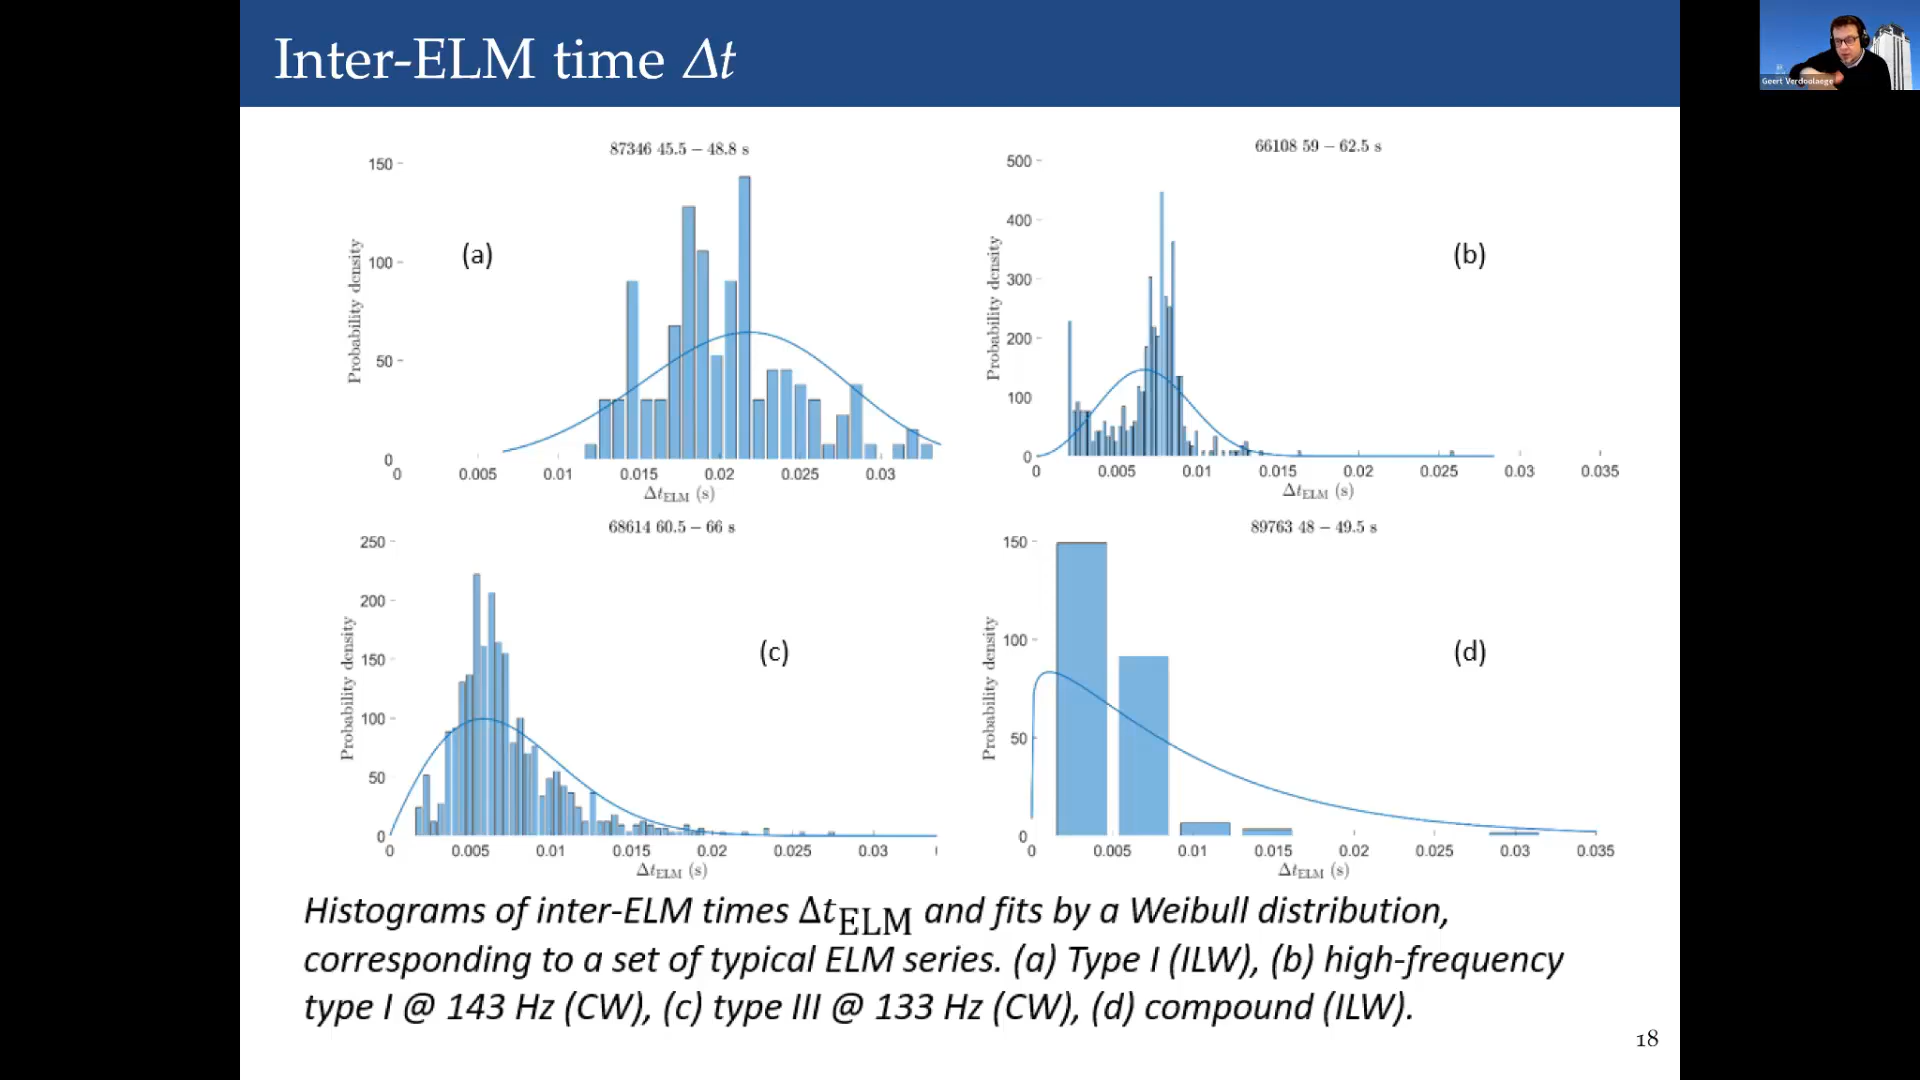 Inter-ELM time Δt
Geert Verdoolaege
87346 45.5 – 48.8 s
150
100
50
0
Probability density
(a)
0 0.005 0.01 0.015 0.02 0.025 0.03
Δt_ELM (s)
66108 59 – 62.5 s
500
400
300
200
100
0
Probability density
(b)
0 0.005 0.01 0.015 0.02 0.025 0.03 0.035
Δt_ELM (s)
68614 60.5 – 66 s
250
200
150
100
50
0
Probability density
(c)
0 0.005 0.01 0.015 0.02 0.025 0.03
Δt_ELM (s)
89763 48 – 49.5 s
150
100
50
0
Probability density
(d)
0 0.005 0.01 0.015 0.02 0.025 0.03 0.035
Δt_ELM (s)
Histograms of inter-ELM times Δt_ELM and fits by a Weibull distribution,
corresponding to a set of typical ELM series. (a) Type I (ILW), (b) high-frequency
type I @ 143 Hz (CW), (c) type III @ 133 Hz (CW), (d) compound (ILW).
18